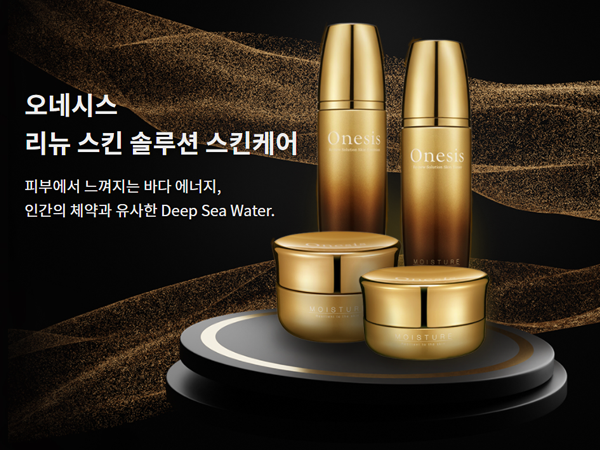 오네시스
리뉴 스킨 솔루션 스킨케어
피부에서 느껴지는 바다 에너지,
인간의 체약과 유사한 Deep Sea Water.
Onesis
Onesis
MOISTURE
MOISTURE
MOISTURE